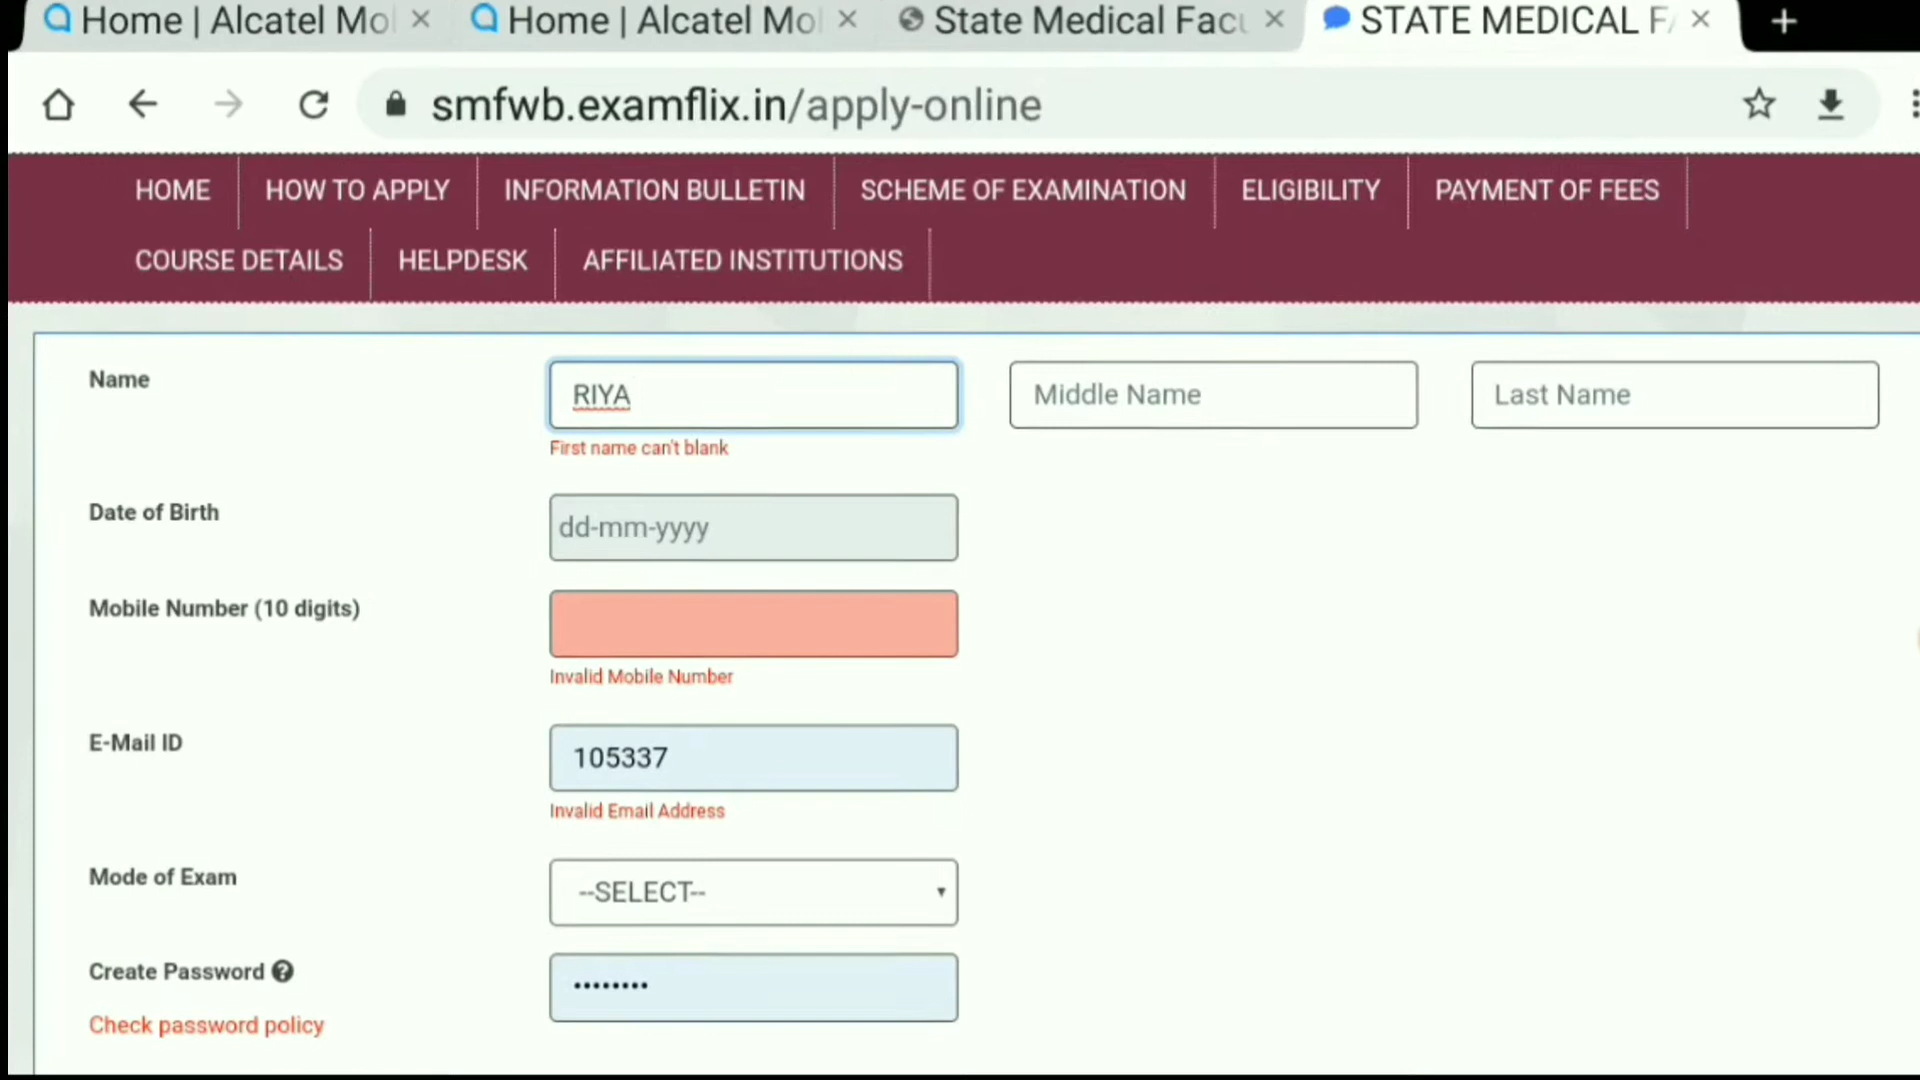 Home | Alcatel Mo
Home | Alcatel Mo
State Medical Facu
STATE MEDICAL FA
smfwb.examflix.in/apply-online
HOME
HOW TO APPLY
INFORMATION BULLETIN
SCHEME OF EXAMINATION
ELIGIBILITY
PAYMENT OF FEES
COURSE DETAILS
HELPDESK
AFFILIATED INSTITUTIONS
Name
RIYA
Middle Name
Last Name
First name can't blank
Date of Birth
dd-mm-yyyy
Mobile Number (10 digits)
Invalid Mobile Number
E-Mail ID
105337
Invalid Email Address
Mode of Exam
--SELECT--
Create Password
••••••••
Check password policy